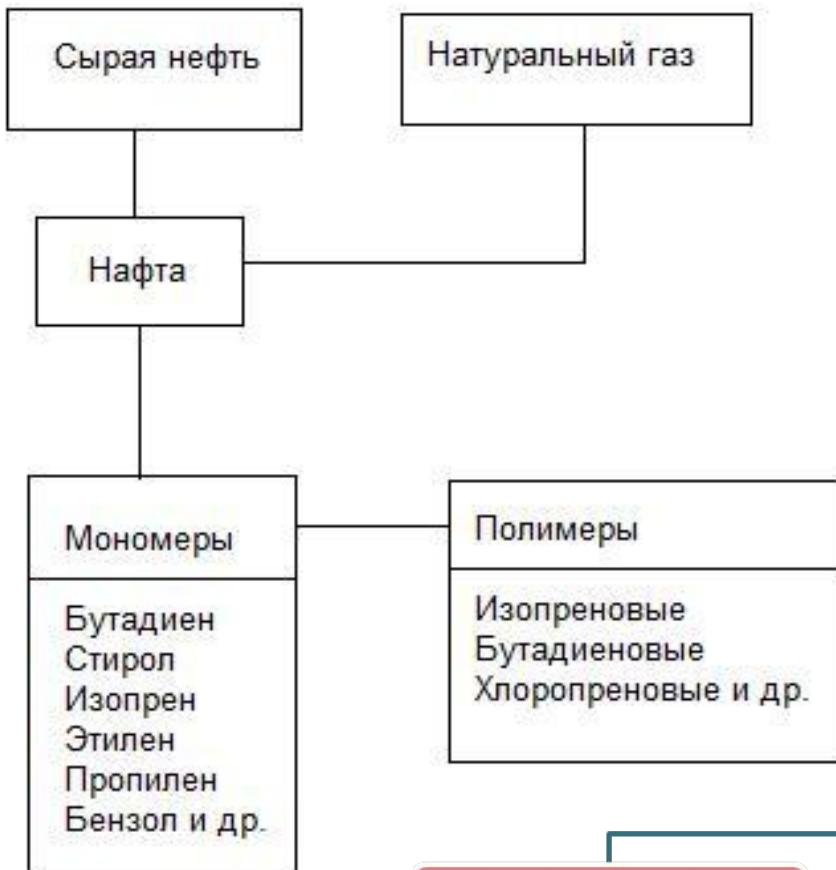 Сырая нефть
Натуральный газ
Нафта
Мономеры
Бутадиен
Стирол
Изопрен
Этилен
Пропилен
Бензол и др.
Полимеры
Изопреновые
Бутадиеновые
Хлоропреновые и др.